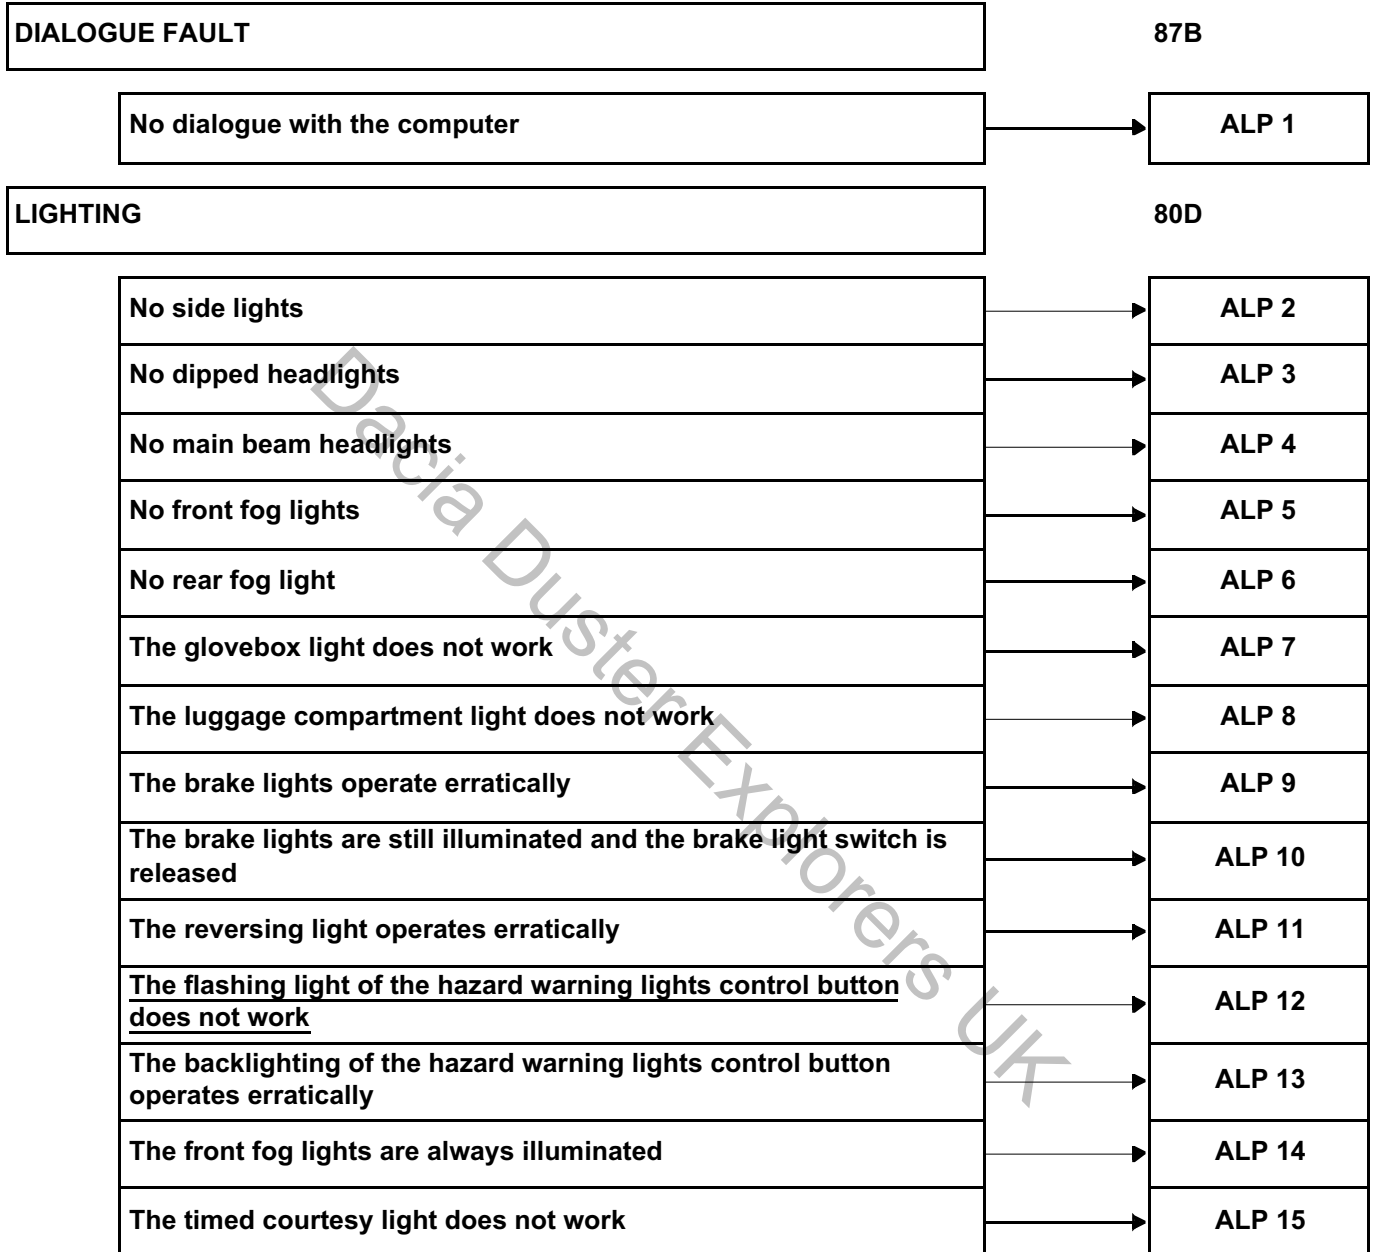 DIALOGUE FAULT 87B
No dialogue with the computer ALP 1
LIGHTING 80D
No side lights ALP 2
No dipped headlights ALP 3
No main beam headlights ALP 4
No front fog lights ALP 5
No rear fog light ALP 6
The glovebox light does not work ALP 7
The luggage compartment light does not work ALP 8
The brake lights operate erratically ALP 9
The brake lights are still illuminated and the brake light switch is
released ALP 10
The reversing light operates erratically ALP 11
The flashing light of the hazard warning lights control button
does not work ALP 12
The backlighting of the hazard warning lights control button
operates erratically ALP 13
The front fog lights are always illuminated ALP 14
The timed courtesy light does not work ALP 15
Dacia Duster Explorers UK